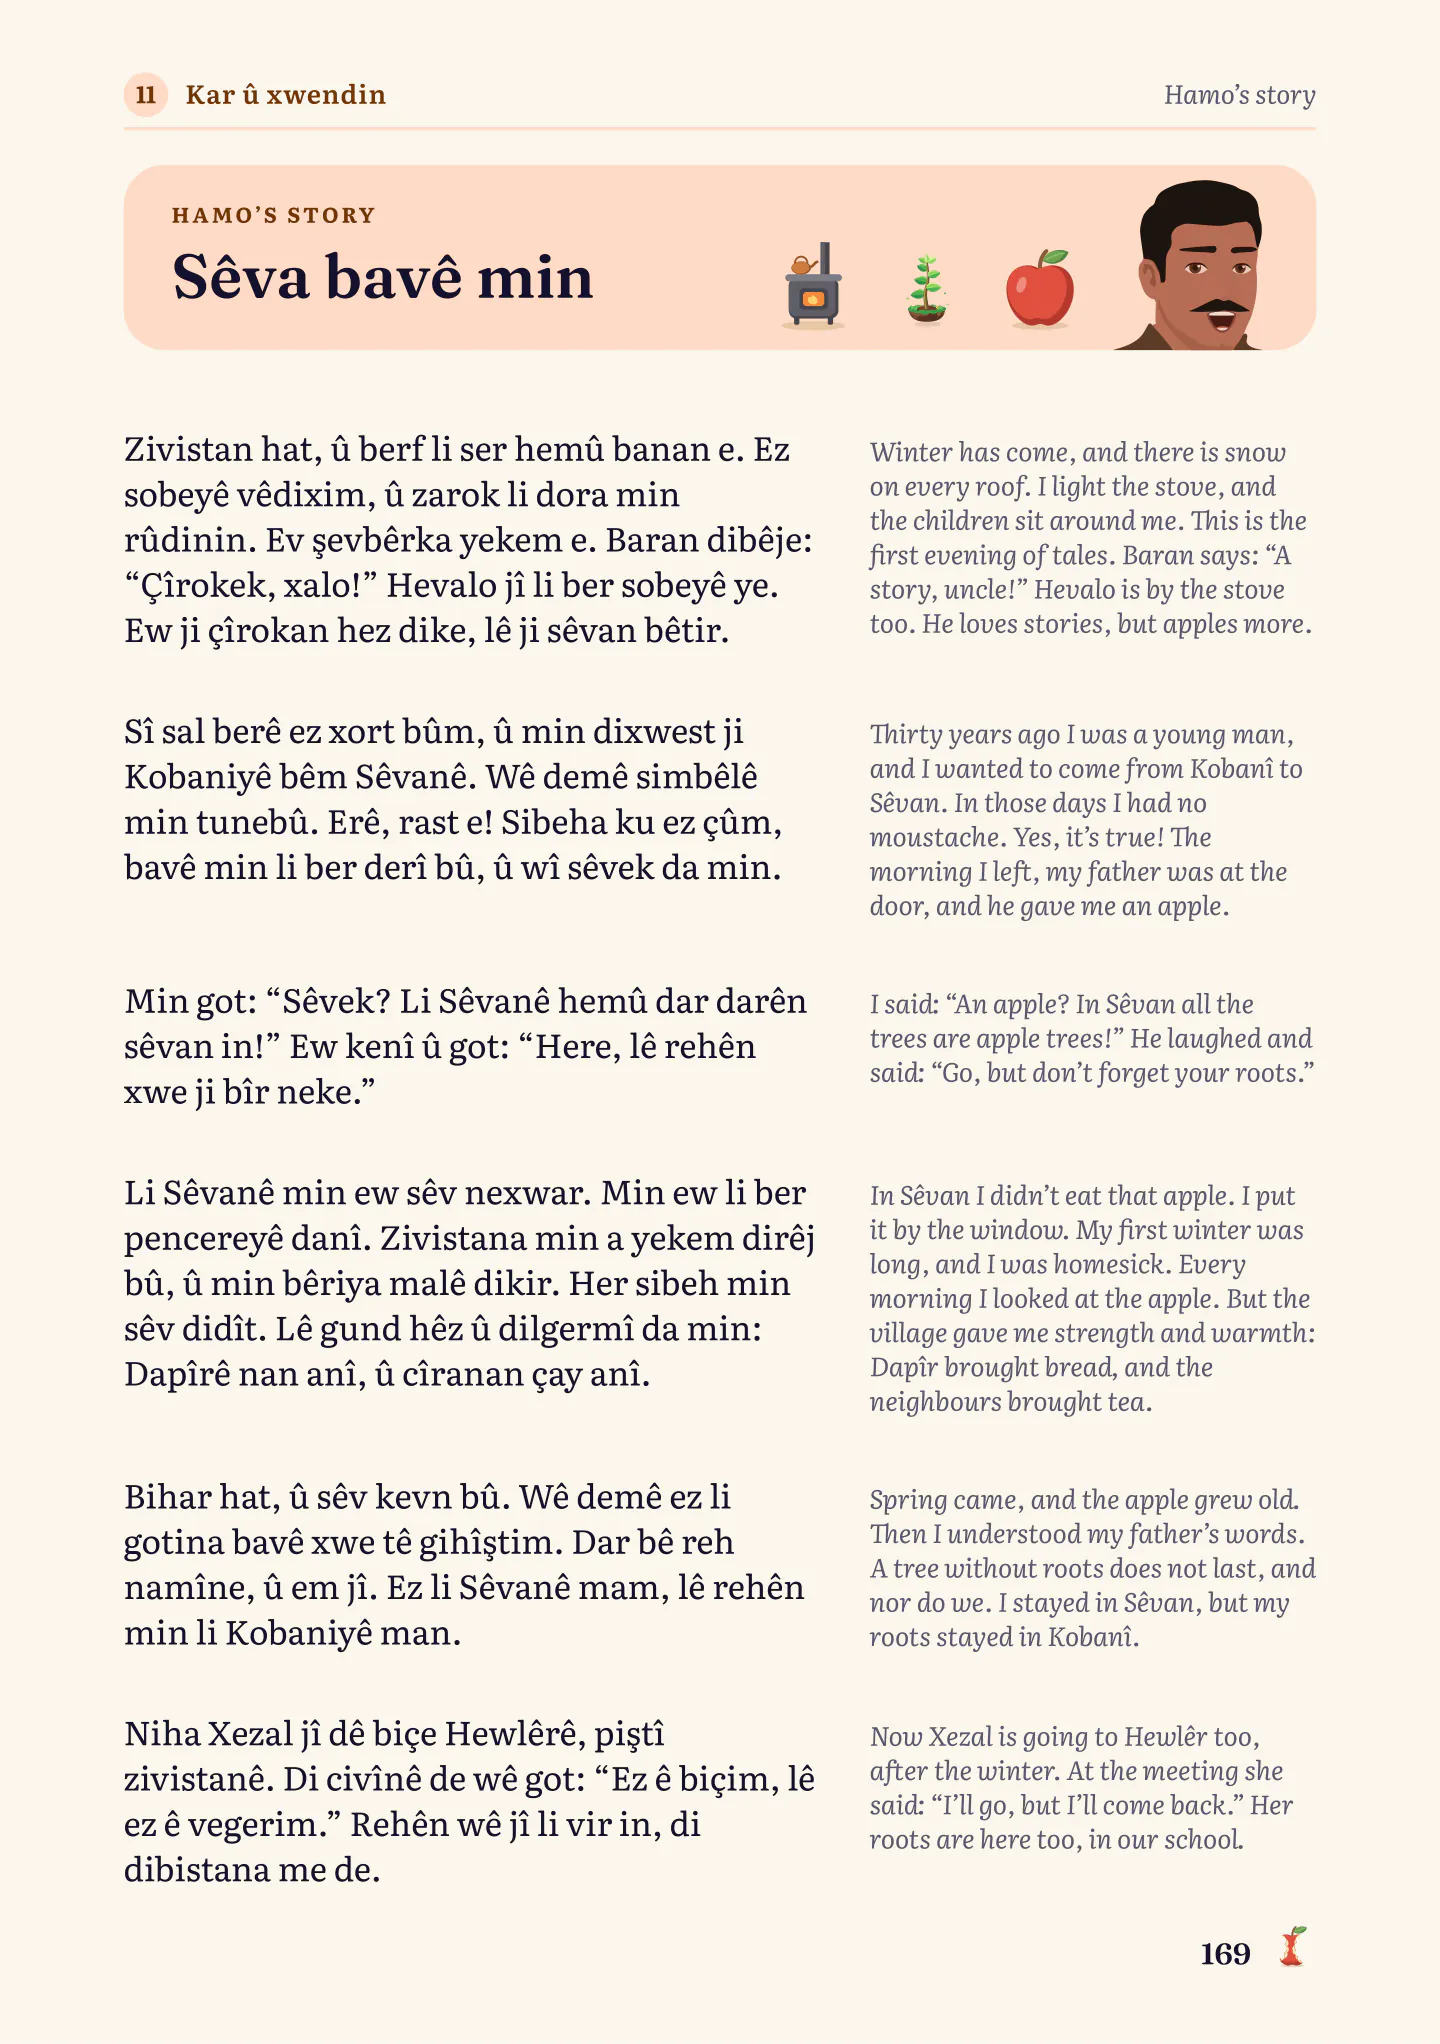 11 Kar û xwendin
Hamo’s story
HAMO’S STORY
Sêva bavê min
Zivistan hat, û berf li ser hemû banan e. Ez
sobeyê vêdixim, û zarok li dora min
rûdinin. Ev şevbêrka yekem e. Baran dibêje:
“Çîrokek, xalo!” Hevalo jî li ber sobeyê ye.
Ew ji çîrokan hez dike, lê ji sêvan bêtir.
Winter has come, and there is snow
on every roof. I light the stove, and
the children sit around me. This is the
first evening of tales. Baran says: “A
story, uncle!” Hevalo is by the stove
too. He loves stories, but apples more.
Sî sal berê ez xort bûm, û min dixwest ji
Kobaniyê bêm Sêvanê. Wê demê simbêlê
min tunebû. Erê, rast e! Sibeha ku ez çûm,
bavê min li ber derî bû, û wî sêvek da min.
Thirty years ago I was a young man,
and I wanted to come from Kobanî to
Sêvan. In those days I had no
moustache. Yes, it’s true! The
morning I left, my father was at the
door, and he gave me an apple.
Min got: “Sêvek? Li Sêvanê hemû dar darên
sêvan in!” Ew kenî û got: “Here, lê rehên
xwe ji bîr neke.”
I said: “An apple? In Sêvan all the
trees are apple trees!” He laughed and
said: “Go, but don’t forget your roots.”
Li Sêvanê min ew sêv nexwar. Min ew li ber
pencereyê danî. Zivistana min a yekem dirêj
bû, û min bêriya malê dikir. Her sibeh min
sêv didît. Lê gund hêz û dilgermî da min:
Dapîrê nan anî, û cîranan çay anî.
In Sêvan I didn’t eat that apple. I put
it by the window. My first winter was
long, and I was homesick. Every
morning I looked at the apple. But the
village gave me strength and warmth:
Dapîr brought bread, and the
neighbours brought tea.
Bihar hat, û sêv kevn bû. Wê demê ez li
gotina bavê xwe tê gihîştim. Dar bê reh
namîne, û em jî. Ez li Sêvanê mam, lê rehên
min li Kobaniyê man.
Spring came, and the apple grew old.
Then I understood my father’s words.
A tree without roots does not last, and
nor do we. I stayed in Sêvan, but my
roots stayed in Kobanî.
Niha Xezal jî dê biçe Hewlêrê, piştî
zivistanê. Di civînê de wê got: “Ez ê biçim, lê
ez ê vegerim.” Rehên wê jî li vir in, di
dibistana me de.
Now Xezal is going to Hewlêr too,
after the winter. At the meeting she
said: “I’ll go, but I’ll come back.” Her
roots are here too, in our school.
169